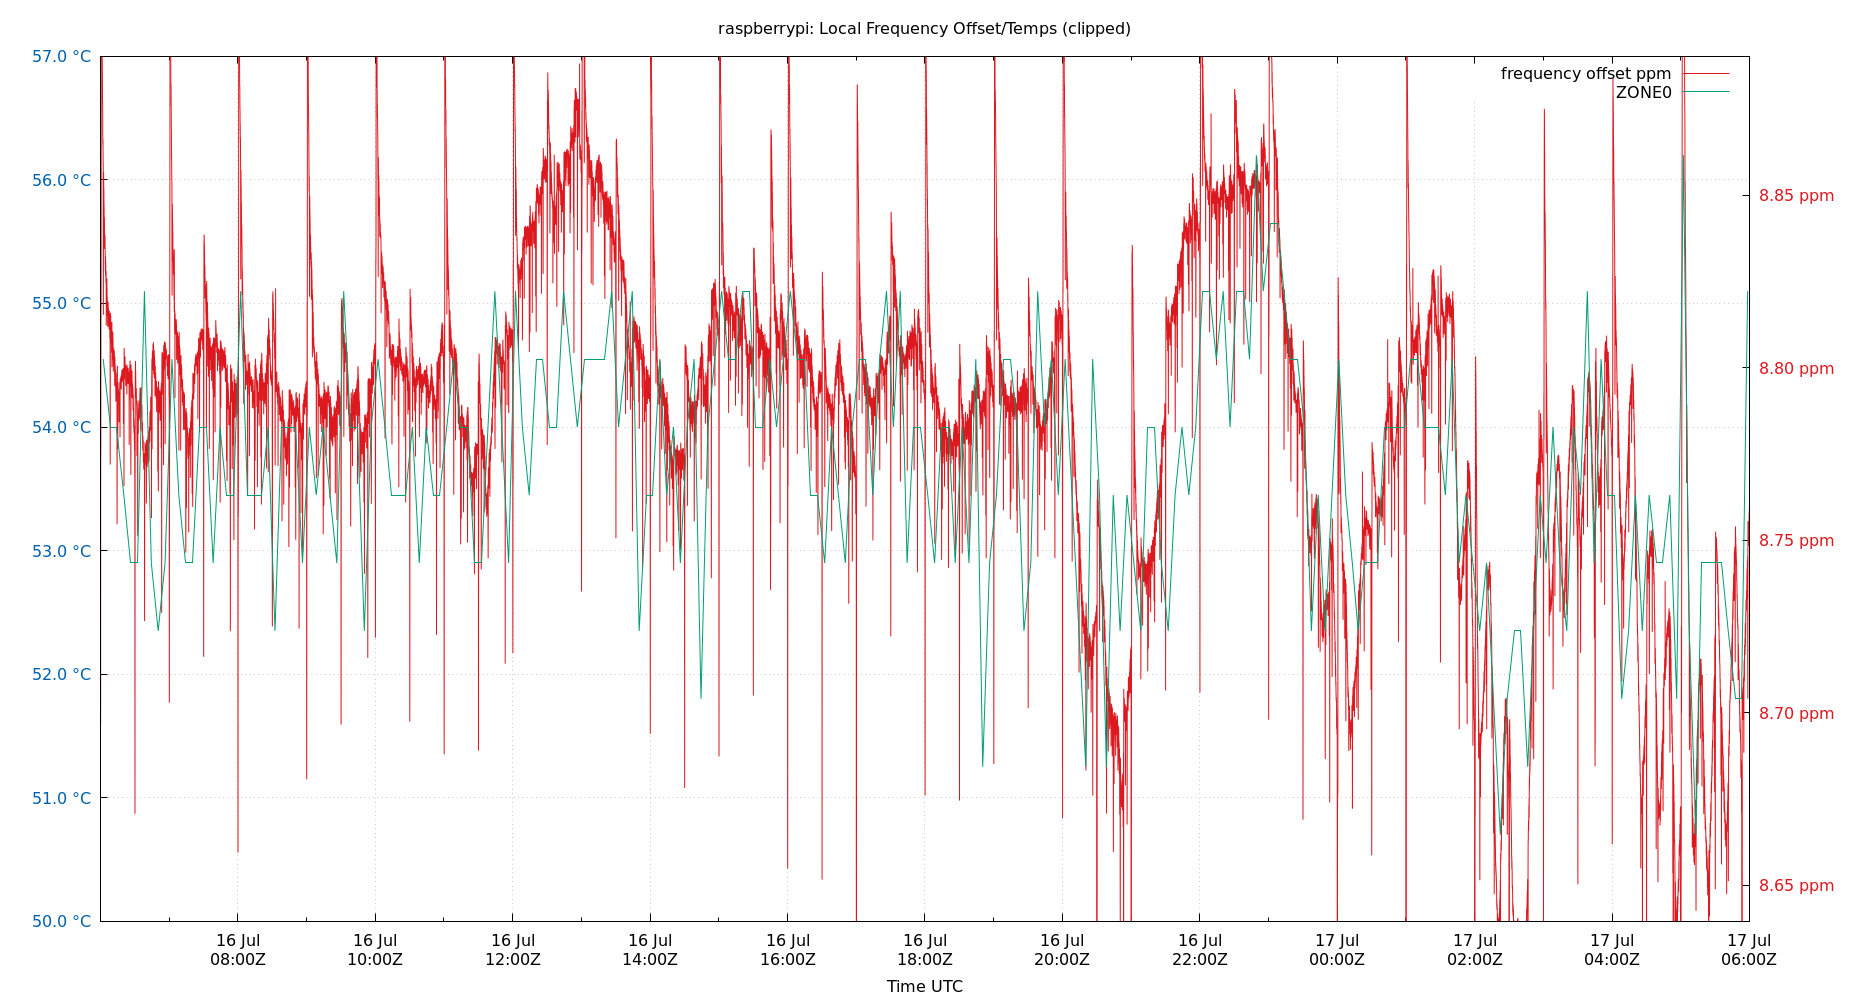 raspberrypi: Local Frequency Offset/Temps (clipped)
57.0 °C
56.0 °C
55.0 °C
54.0 °C
53.0 °C
52.0 °C
51.0 °C
50.0 °C
frequency offset ppm
ZONE0
8.85 ppm
8.80 ppm
8.75 ppm
8.70 ppm
8.65 ppm
16 Jul 16 Jul 16 Jul 16 Jul 16 Jul 16 Jul 16 Jul 16 Jul 17 Jul 17 Jul 17 Jul 17 Jul
08:00Z 10:00Z 12:00Z 14:00Z 16:00Z 18:00Z 20:00Z 22:00Z 00:00Z 02:00Z 04:00Z 06:00Z
Time UTC